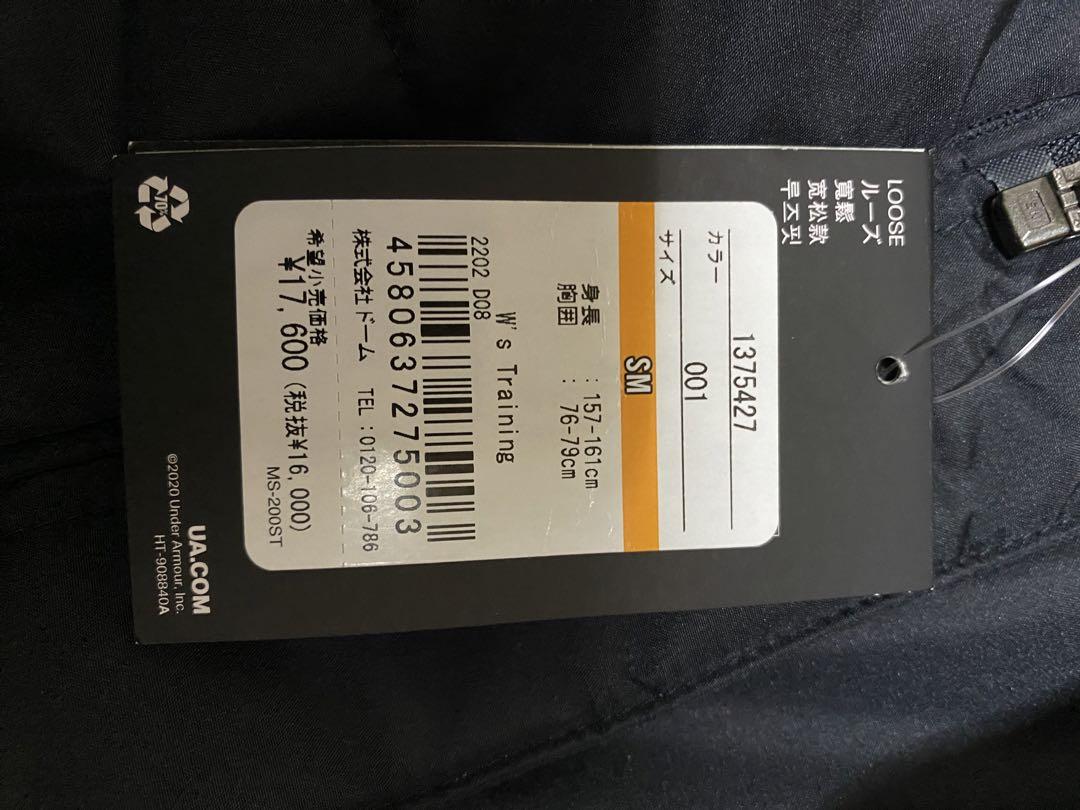 LOOSE
ルーズ
寬鬆
宽松款
루즈핏
1375427
カラー 001
サイズ
SM
身長 : 157-161cm
胸囲 : 76-79cm
W's Training
2202 D08
4580637275003
株式会社ドーム TEL:0120-106-786
希望小売価格
¥17,600(税抜¥16,000)
MS-200ST
70%
UA.COM
©2020 Under Armour, Inc.
HT-908840A